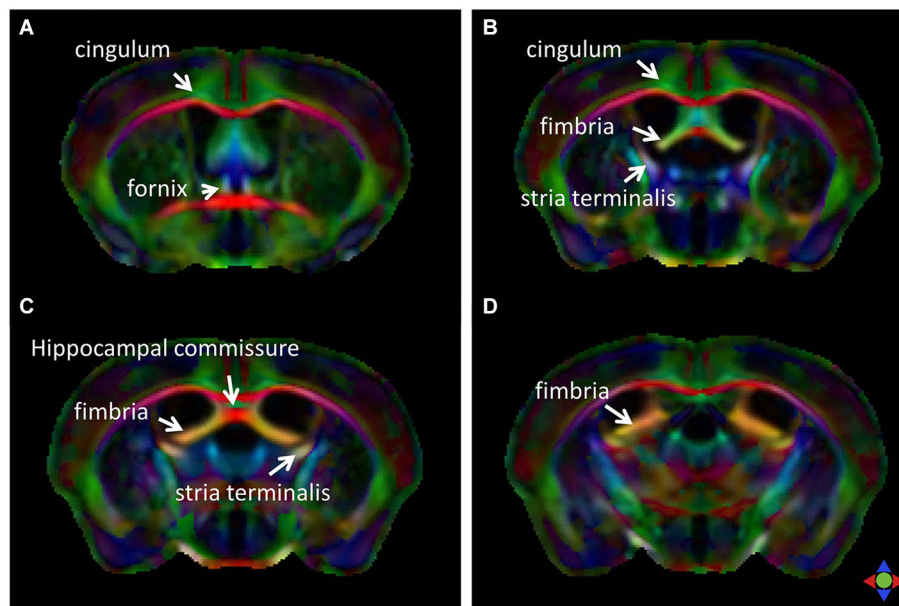 A
cingulum
fornix
B
cingulum
fimbria
stria terminalis
C
Hippocampal commissure
fimbria
stria terminalis
D
fimbria